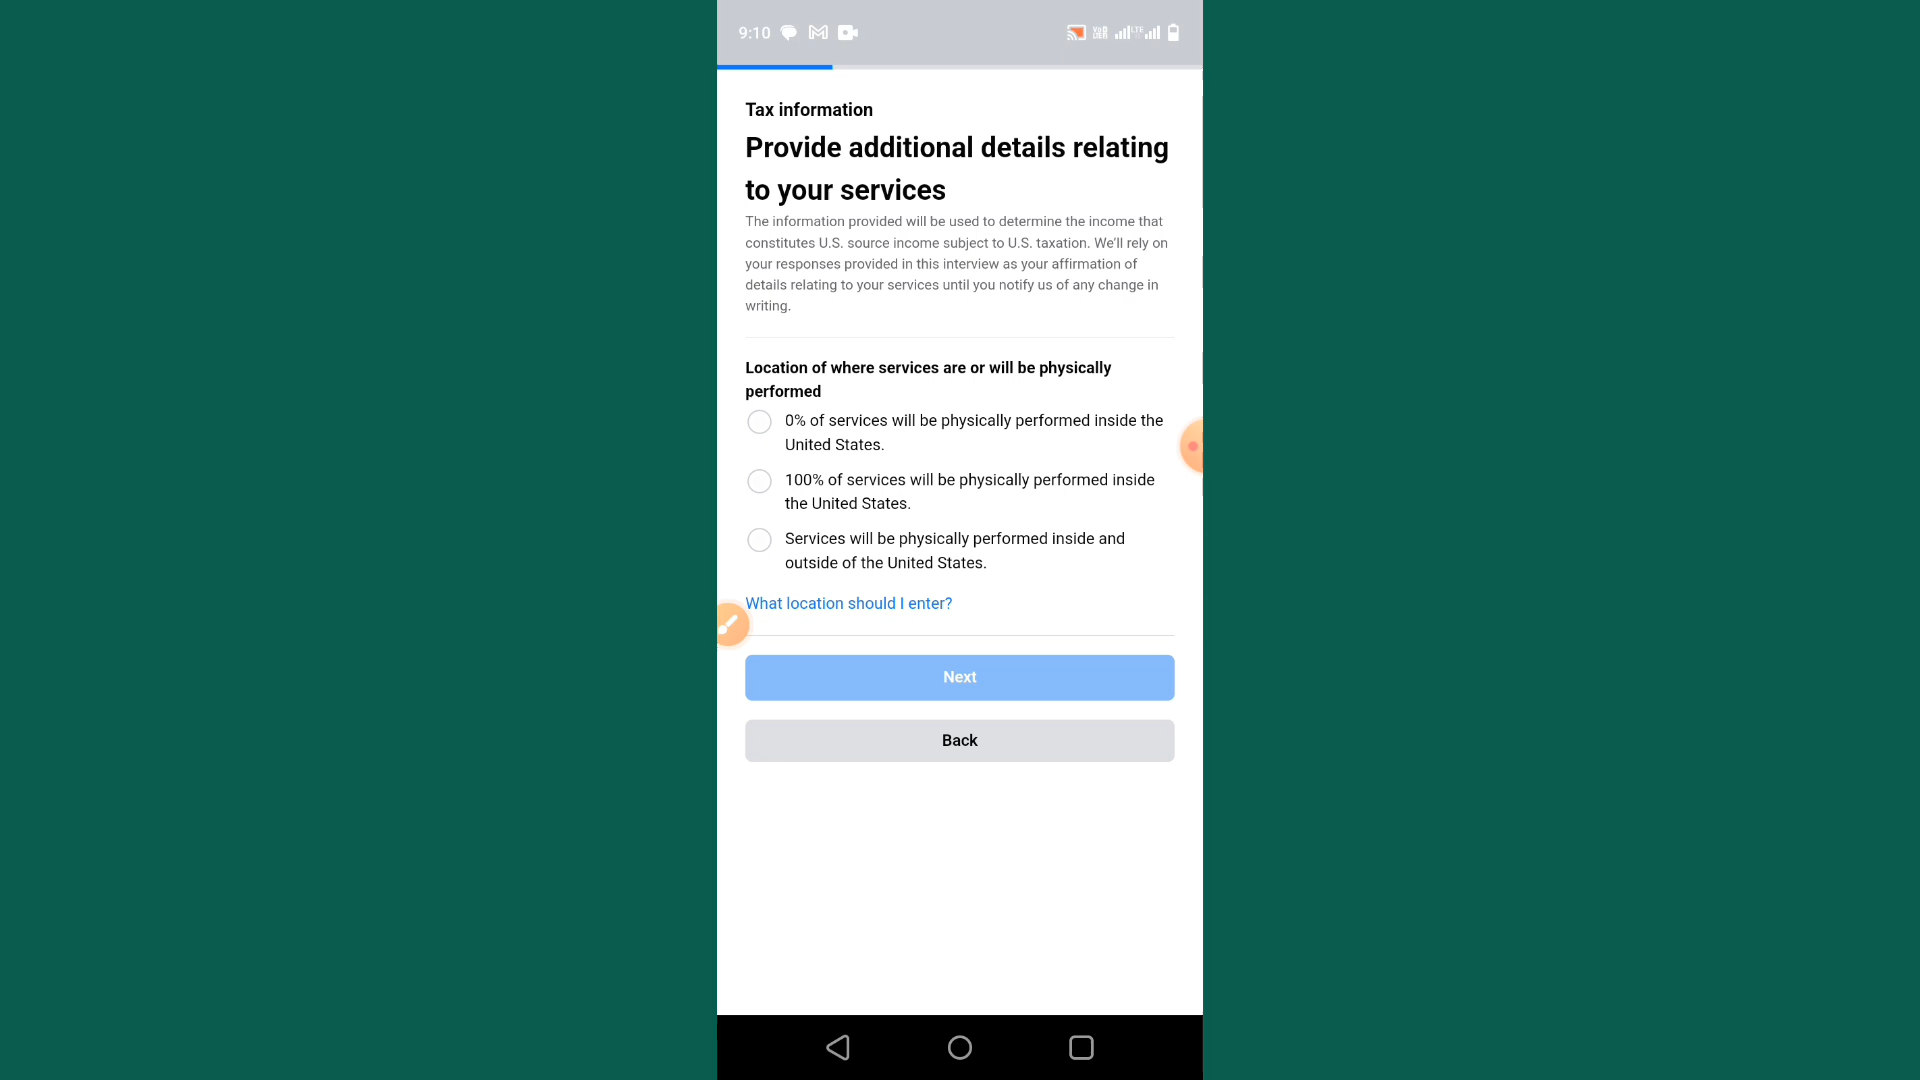 9:10
LTE
Tax information
Provide additional details relating
to your services
The information provided will be used to determine the income that
constitutes U.S. source income subject to U.S. taxation. We'll rely on
your responses provided in this interview as your affirmation of
details relating to your services until you notify us of any change in
writing.
Location of where services are or will be physically
performed
0% of services will be physically performed inside the
United States.
100% of services will be physically performed inside
the United States.
Services will be physically performed inside and
outside of the United States.
What location should I enter?
Next
Back